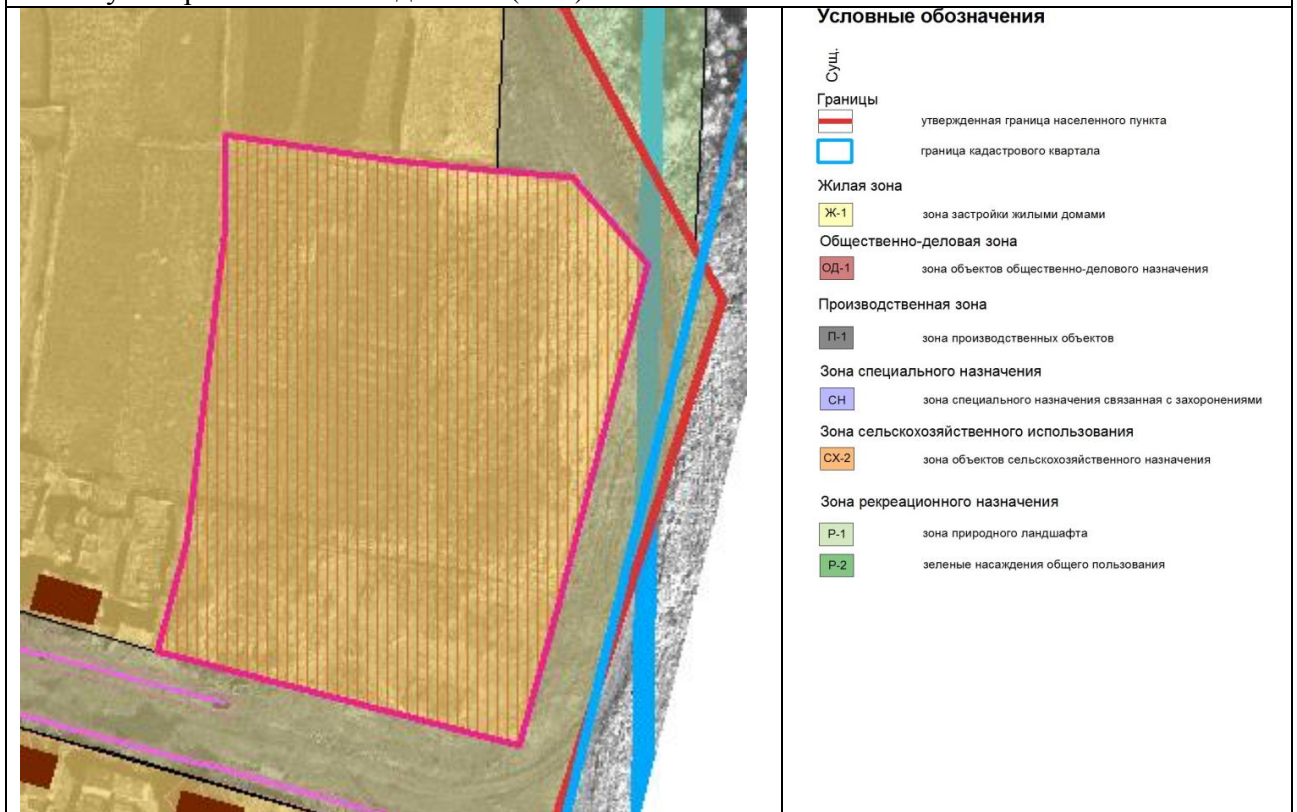 Условные обозначения
Сущ.
Границы
утвержденная граница населенного пункта
граница кадастрового квартала
Жилая зона
Ж-1 зона застройки жилыми домами
Общественно-деловая зона
ОД-1 зона объектов общественно-делового назначения
Производственная зона
П-1 зона производственных объектов
Зона специального назначения
СН зона специального назначения связанная с захоронениями
Зона сельскохозяйственного использования
СХ-2 зона объектов сельскохозяйственного назначения
Зона рекреационного назначения
Р-1 зона природного ландшафта
Р-2 зеленые насаждения общего пользования